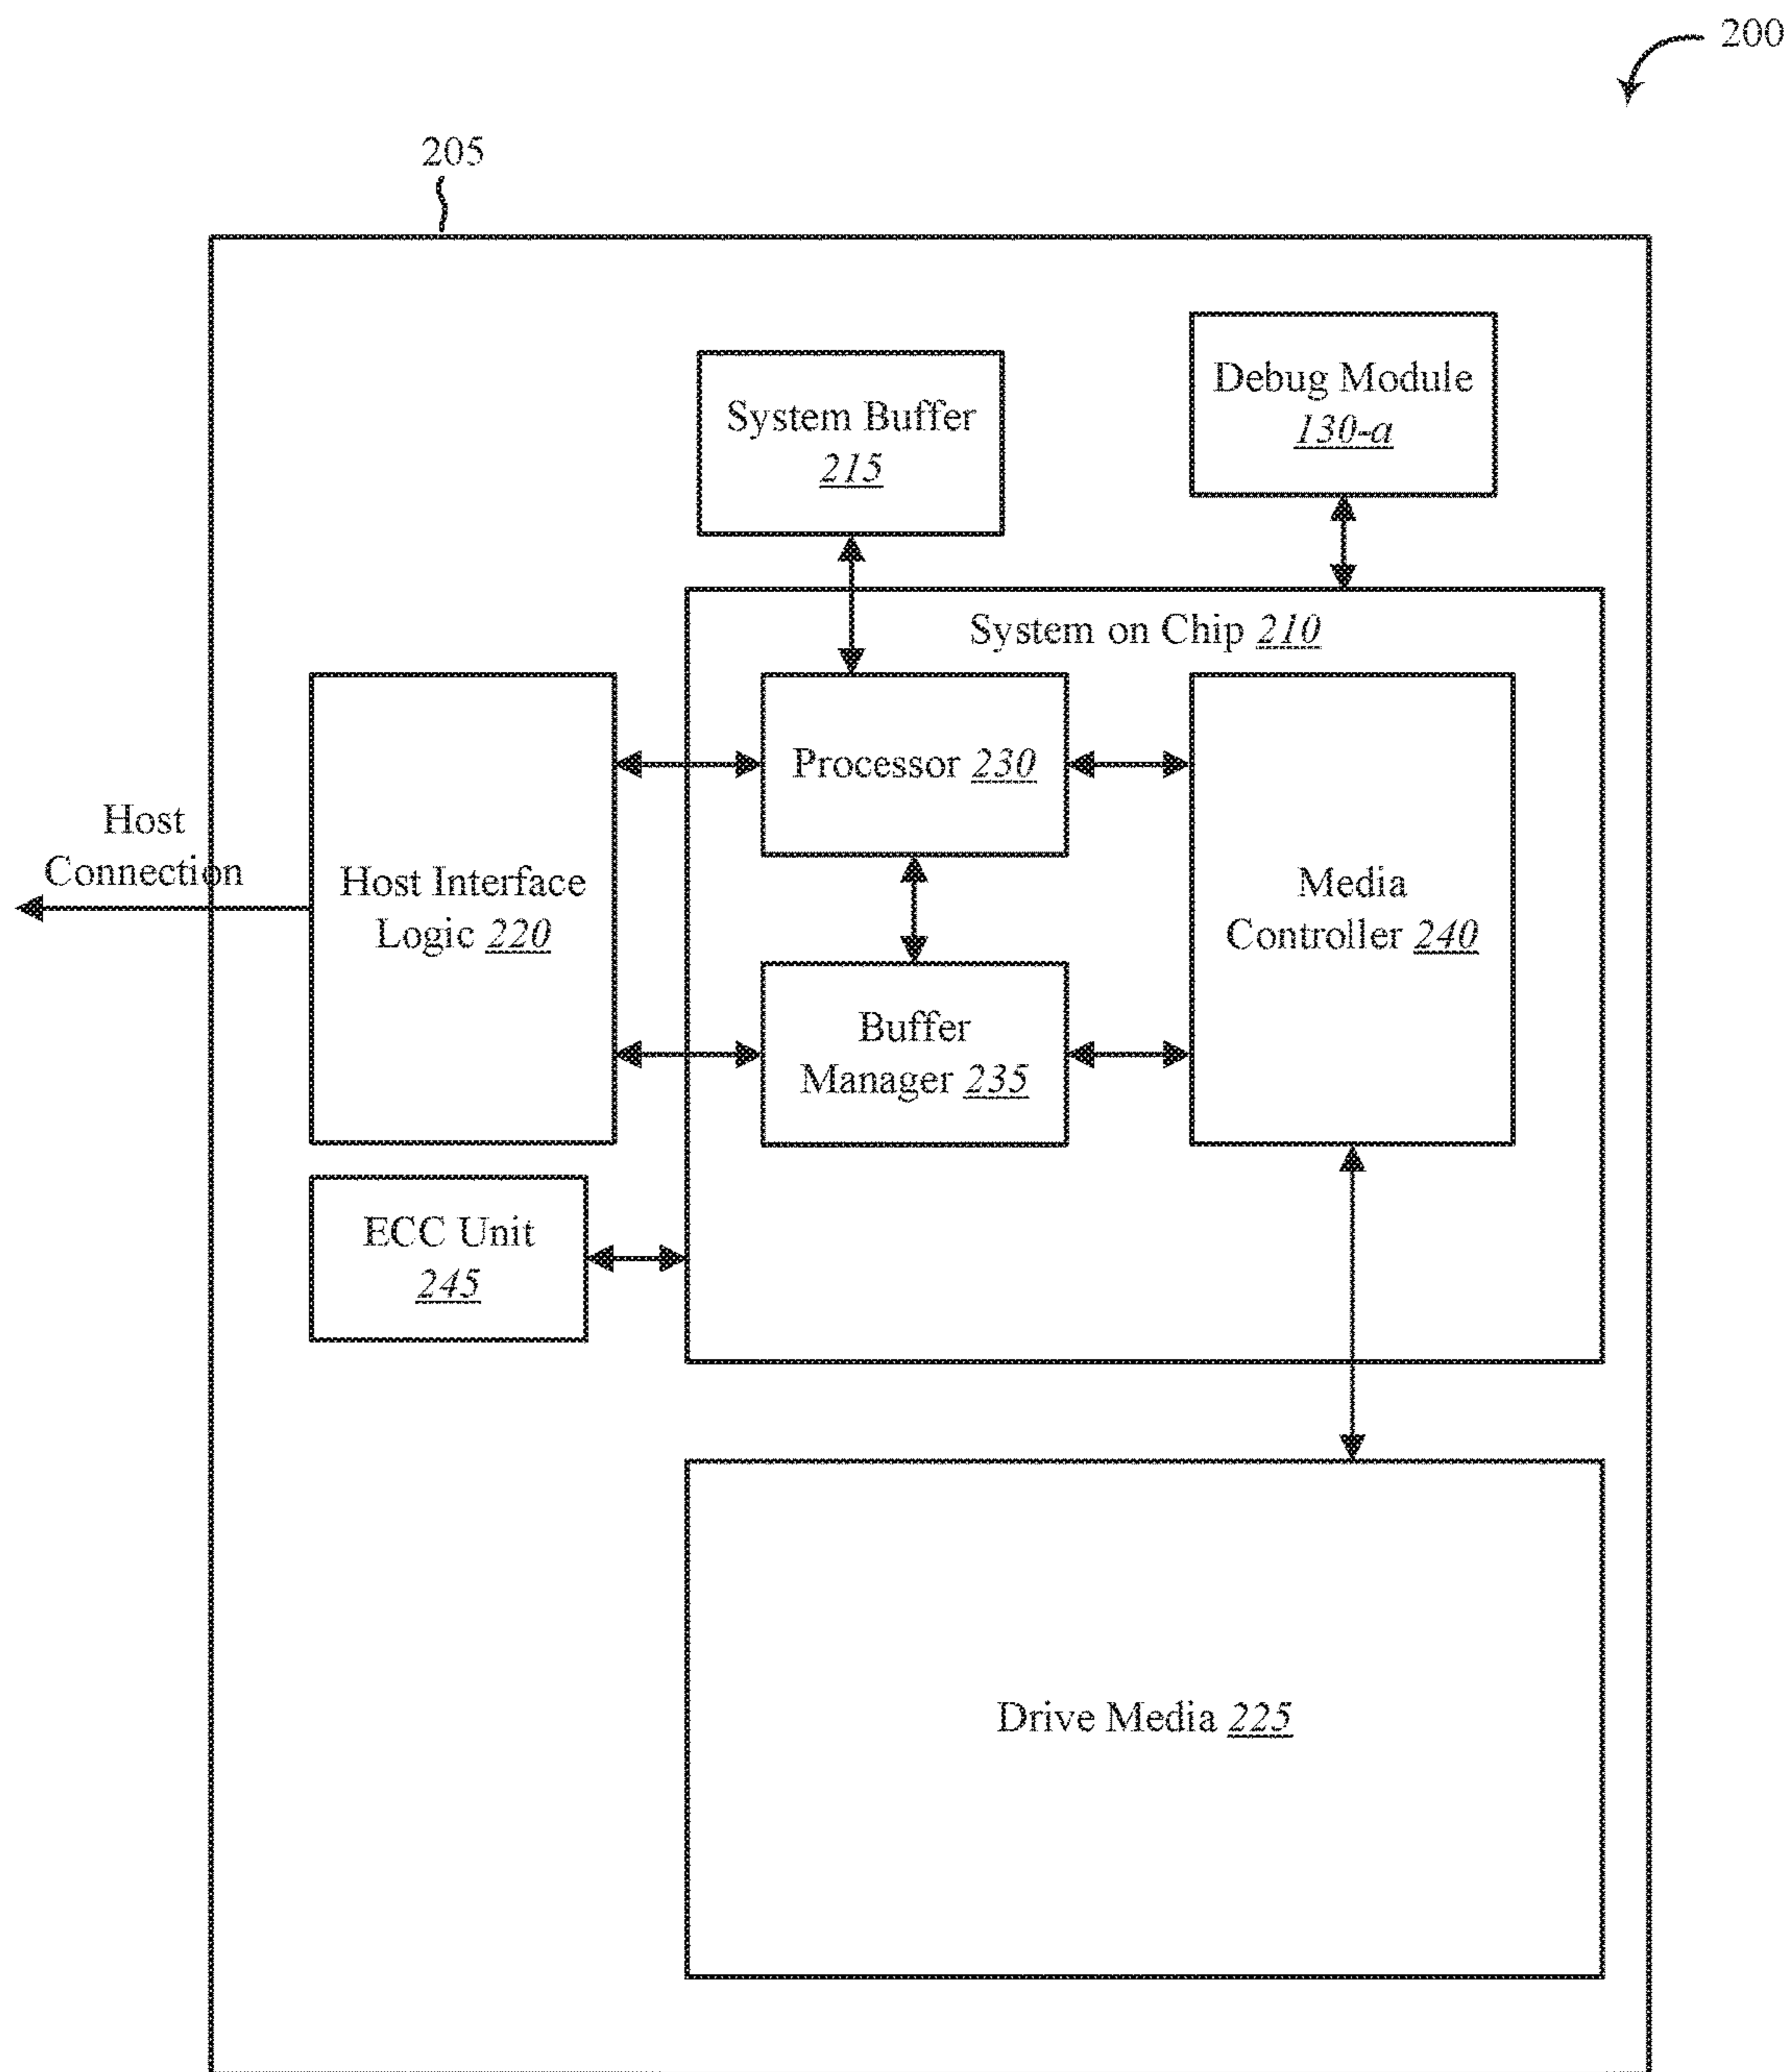 200
205
Debug Module
130-a
System Buffer
215
System on Chip 210
Processor 230
Host
Connection
Host Interface
Logic 220
Media
Controller 240
Buffer
Manager 235
ECC Unit
245
Drive Media 225